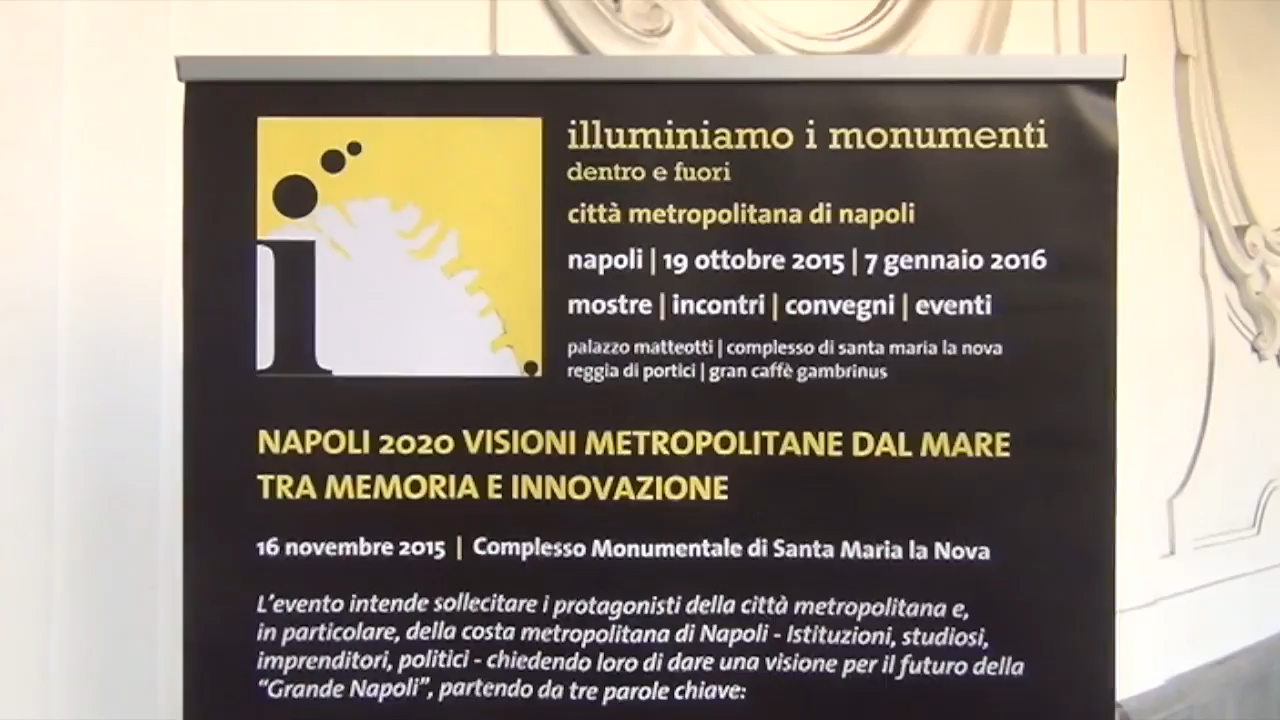 illuminiamo i monumenti
dentro e fuori
città metropolitana di napoli
napoli | 19 ottobre 2015 | 7 gennaio 2016
mostre | incontri | convegni | eventi
palazzo matteotti | complesso di santa maria la nova
reggia di portici | gran caffè gambrinus
NAPOLI 2020 VISIONI METROPOLITANE DAL MARE
TRA MEMORIA E INNOVAZIONE
16 novembre 2015 | Complesso Monumentale di Santa Maria la Nova
L'evento intende sollecitare i protagonisti della città metropolitana e,
in particolare, della costa metropolitana di Napoli - Istituzioni, studiosi,
imprenditori, politici - chiedendo loro di dare una visione per il futuro della
“Grande Napoli”, partendo da tre parole chiave: